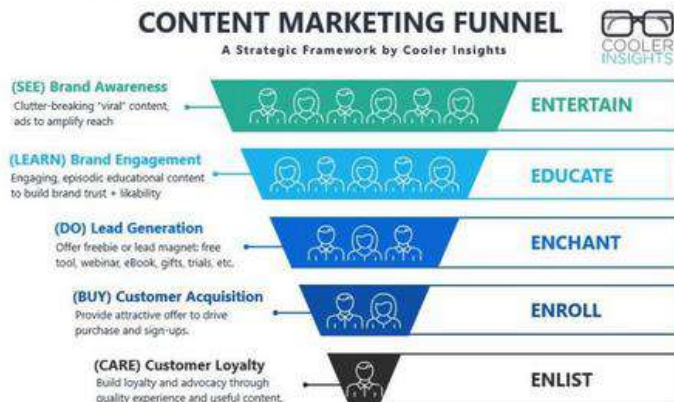 CONTENT MARKETING FUNNEL
A Strategic Framework by Cooler Insights
COOLER
INSIGHTS
(SEE) Brand Awareness
Clutter-breaking "viral" content,
ads to amplify reach
ENTERTAIN
(LEARN) Brand Engagement
Engaging, episodic educational content
to build brand trust + likability
EDUCATE
(DO) Lead Generation
Offer freebie or lead magnet: free
tool, webinar, eBook, gifts, trials, etc.
ENCHANT
(BUY) Customer Acquisition
Provide attractive offer to drive
purchase and sign-ups.
ENROLL
(CARE) Customer Loyalty
Build loyalty and advocacy through
quality experience and useful content.
ENLIST